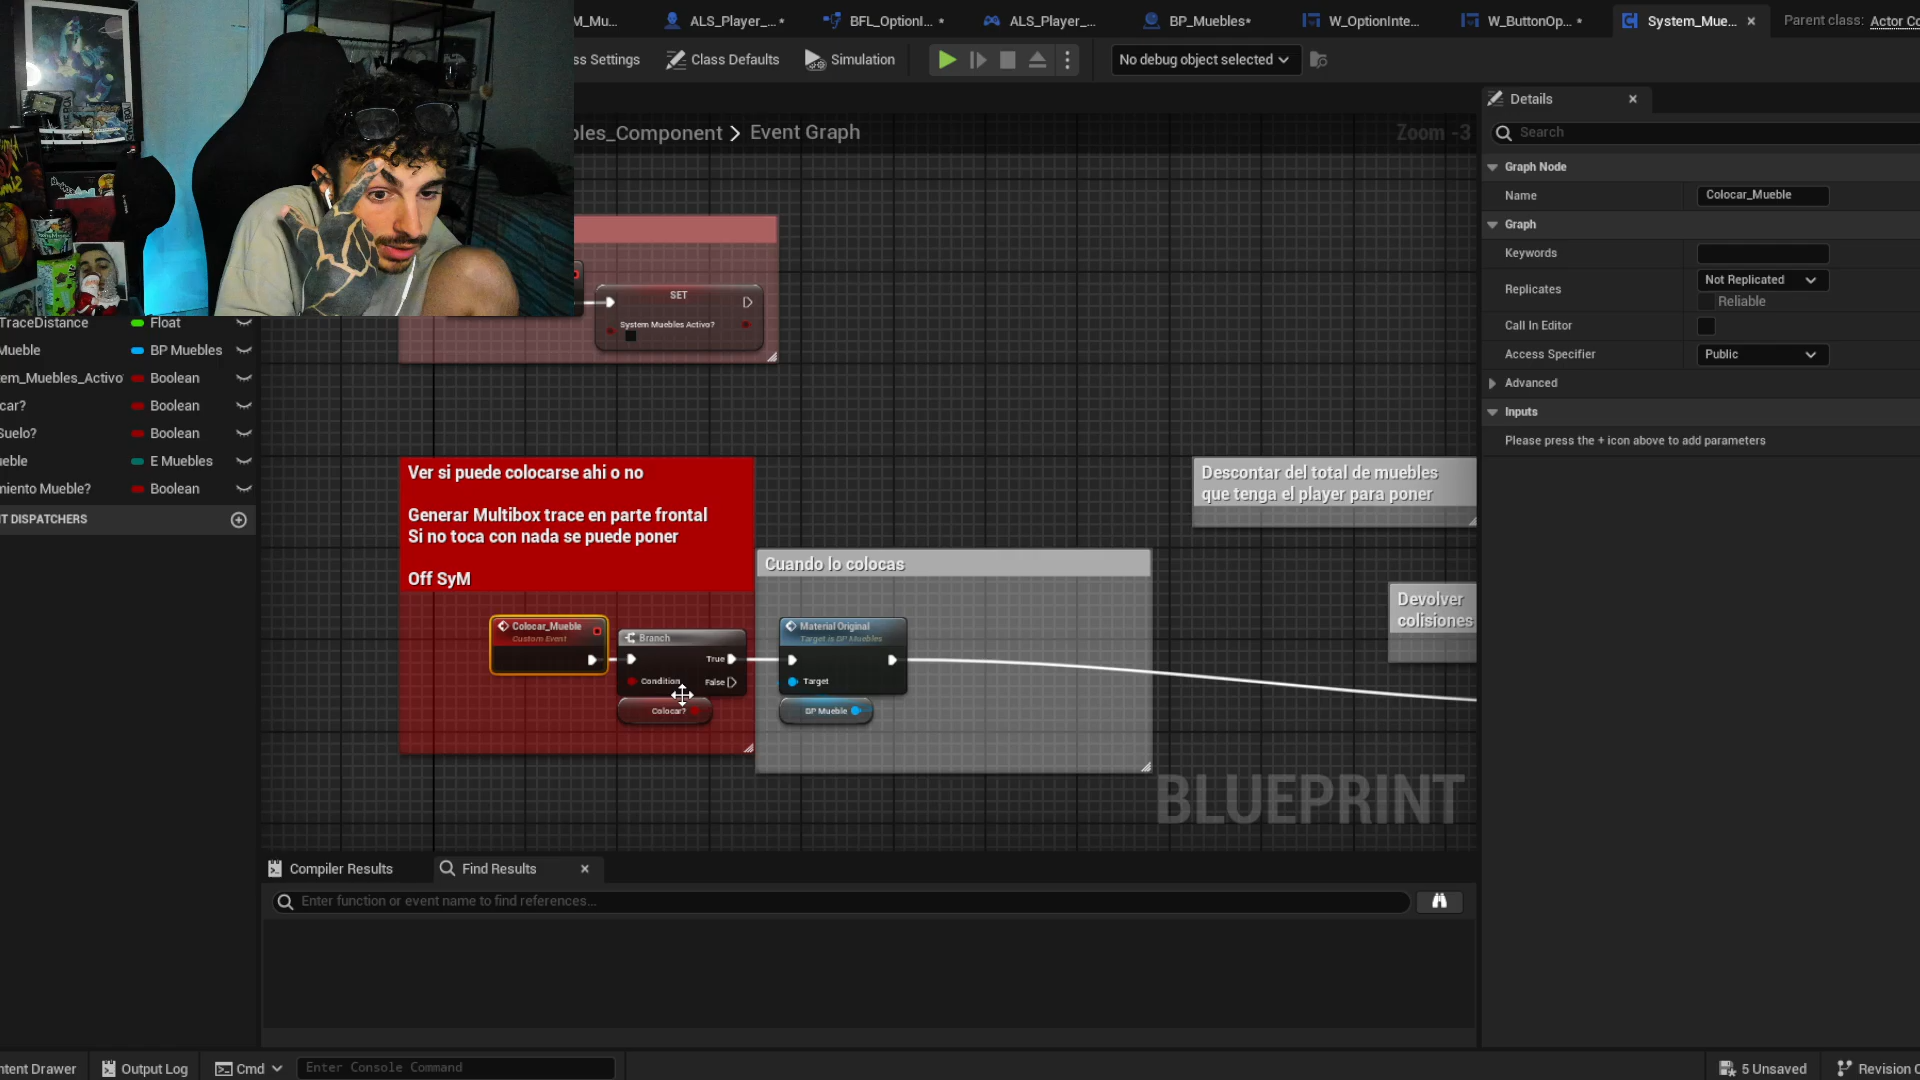 M_Mu...
ALS_Player_...*
BFL_OptionI... *
ALS_Player_...
BP_Muebles*
W_OptionInte...
W_ButtonOp... *
System_Mue...
Parent class:
Actor Co
ss Settings
Class Defaults
Simulation
No debug object selected
bles_Component > Event Graph
Zoom -3
Details
Search
Graph Node
Name
Colocar_Mueble
Graph
Keywords
Replicates
Not Replicated
Reliable
Call In Editor
Access Specifier
Public
Advanced
Inputs
Please press the + icon above to add parameters
TraceDistance
Float
Mueble
BP Muebles
em_Muebles_Activo
Boolean
car?
Boolean
Suelo?
Boolean
eble
E Muebles
miento Mueble?
Boolean
T DISPATCHERS
SET
System Muebles Activo?
Ver si puede colocarse ahi o no
Generar Multibox trace en parte frontal
Si no toca con nada se puede poner
Off SyM
Colocar_Mueble
Custom Event
Branch
True
Condition
False
Colocar?
Cuando lo colocas
Material Original
Target is BP Muebles
Target
BP Mueble
Descontar del total de muebles
que tenga el player para poner
Devolver
colisiones
BLUEPRINT
Compiler Results
Find Results
Enter function or event name to find references...
ntent Drawer
Output Log
Cmd
Enter Console Command
5 Unsaved
Revision C